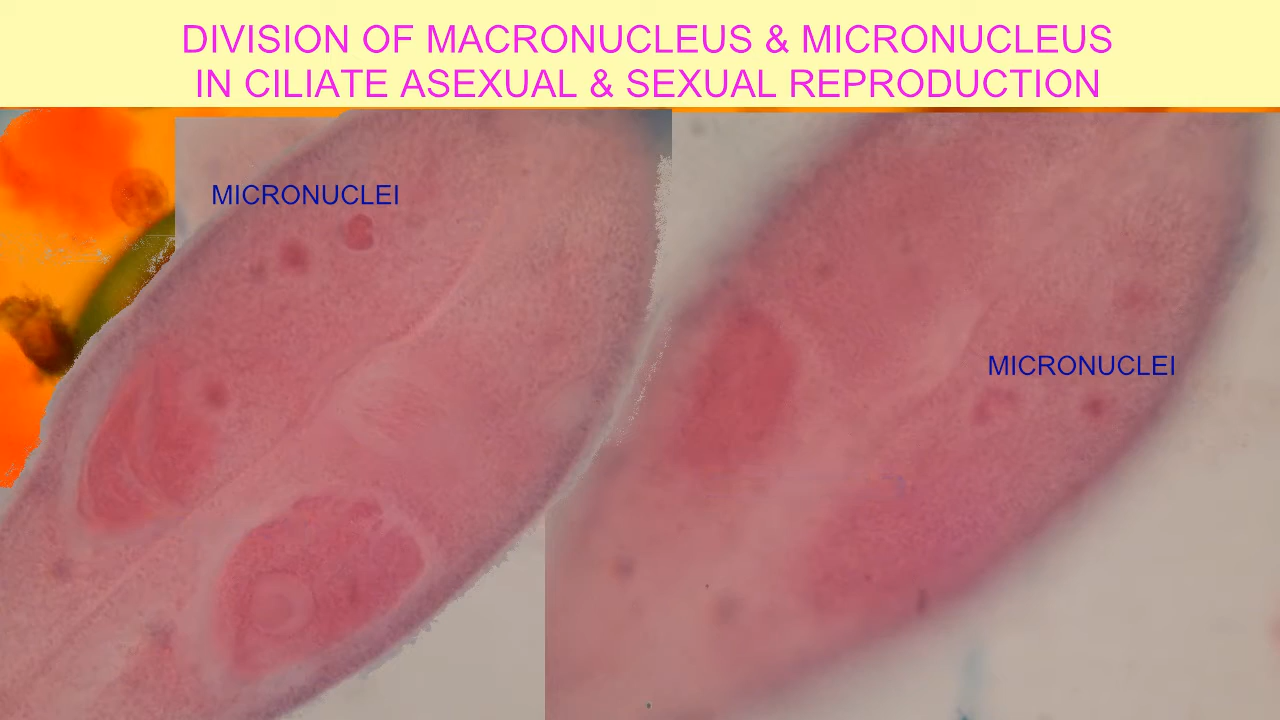 DIVISION OF MACRONUCLEUS & MICRONUCLEUS
IN CILIATE ASEXUAL & SEXUAL REPRODUCTION
MICRONUCLEI
MICRONUCLEI